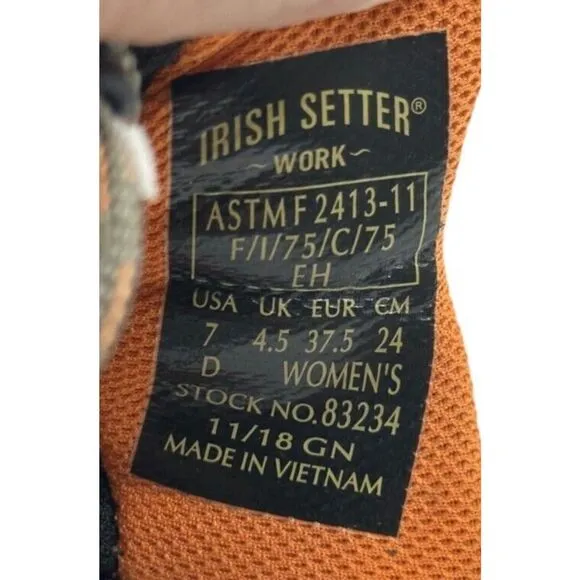 IRISH SETTER®
~WORK~
ASTM F 2413-11
F/I/75/C/75
EH
USA UK EUR CM
7 4.5 37.5 24
D WOMEN'S
STOCK NO.83234
11/18 GN
MADE IN VIETNAM